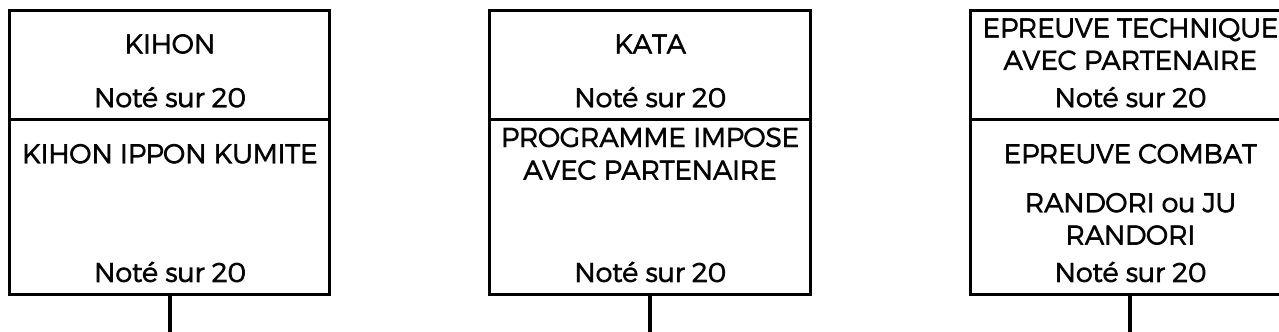 KIHON
Noté sur 20
KIHON IPPON KUMITE
Noté sur 20
KATA
Noté sur 20
PROGRAMME IMPOSE
AVEC PARTENAIRE
Noté sur 20
EPREUVE TECHNIQUE
AVEC PARTENAIRE
Noté sur 20
EPREUVE COMBAT
RANDORI ou JU
RANDORI
Noté sur 20